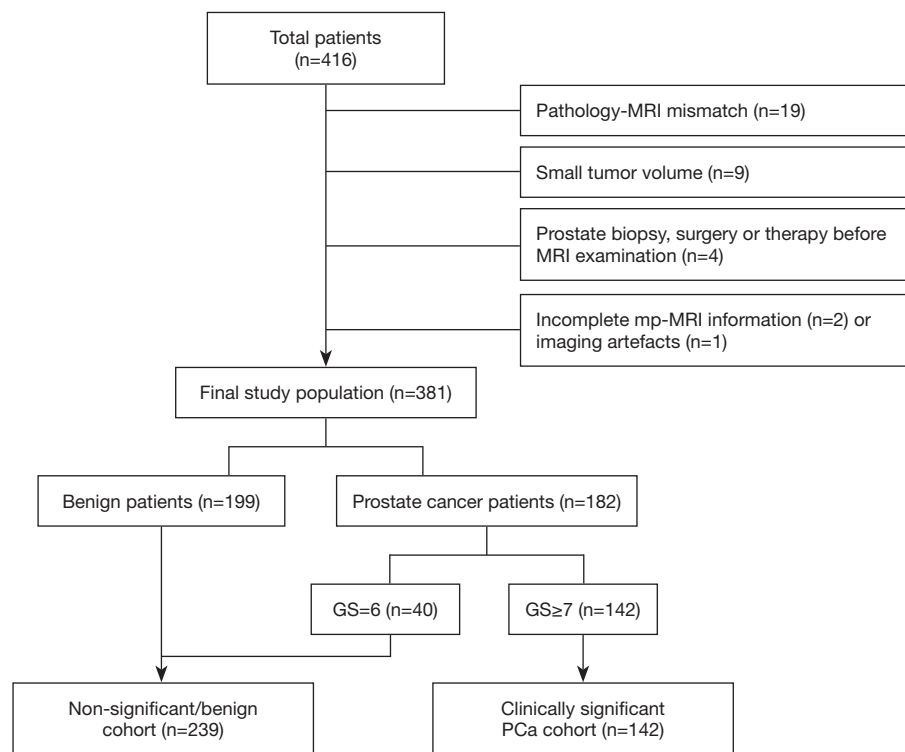 Total patients
(n=416)
Pathology-MRI mismatch (n=19)
Small tumor volume (n=9)
Prostate biopsy, surgery or therapy before
MRI examination (n=4)
Incomplete mp-MRI information (n=2) or
imaging artefacts (n=1)
Final study population (n=381)
Benign patients (n=199)
Prostate cancer patients (n=182)
GS=6 (n=40)
GS≥7 (n=142)
Non-significant/benign
cohort (n=239)
Clinically significant
PCa cohort (n=142)